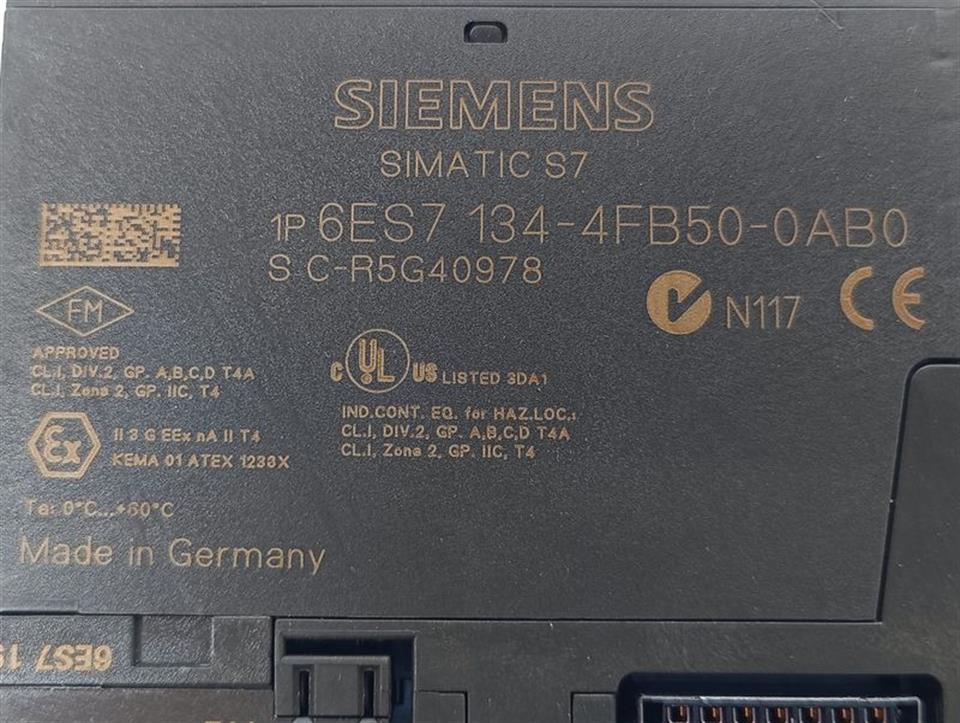 SIEMENS
SIMATIC S7
1P 6ES7 134-4FB50-0AB0
S C-R5G40978
N117 CE
FM
APPROVED
CL.I, DIV.2, GP. A,B,C,D T4A
CL.I, Zone 2, GP. IIC, T4
C UL US LISTED 3DA1
IND.CONT. EQ. for HAZ.LOC.:
CL.I, DIV.2, GP. A,B,C,D T4A
CL.I, Zone 2, GP. IIC, T4
Ex II 3 G EEx nA II T4
KEMA 01 ATEX 1238X
Ta: 0°C...+60°C
Made in Germany
6ES7 19